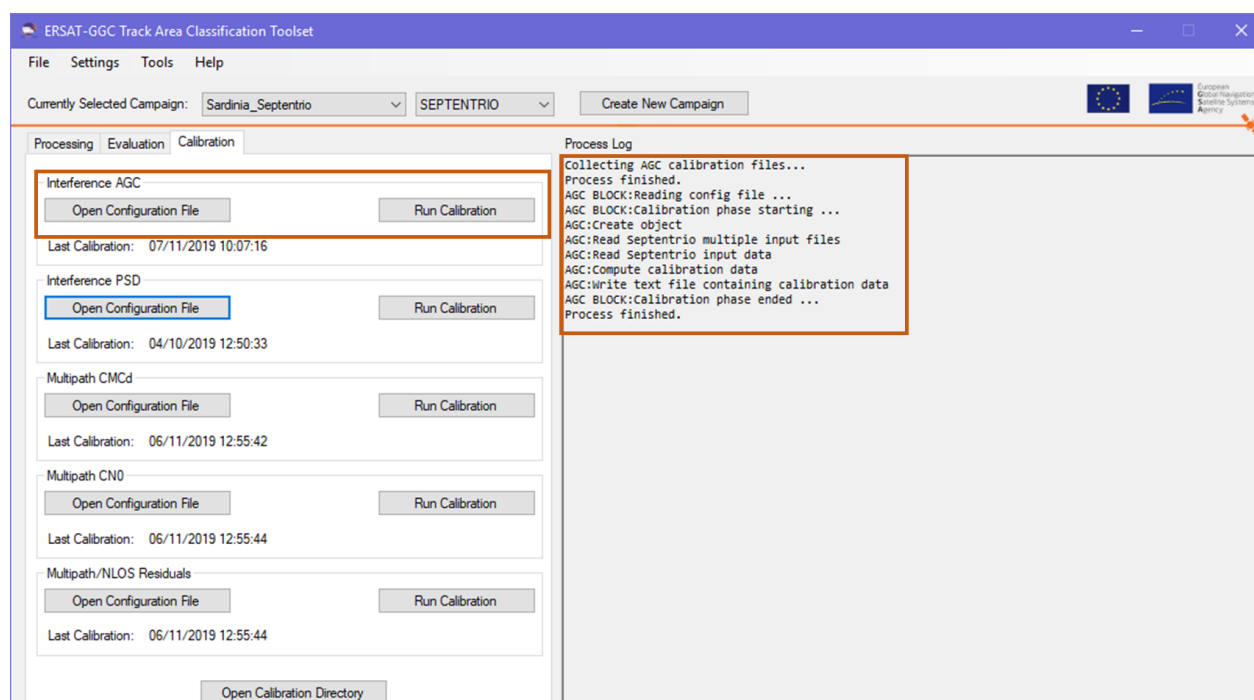 ERSAT-GGC Track Area Classification Toolset
File Settings Tools Help
Currently Selected Campaign: Sardinia_Septentrio SEPTENTRIO Create New Campaign
European
Global Navigation
Satellite Systems
Agency
Processing Evaluation Calibration
Interference AGC
Open Configuration File Run Calibration
Last Calibration: 07/11/2019 10:07:16
Interference PSD
Open Configuration File Run Calibration
Last Calibration: 04/10/2019 12:50:33
Multipath CMCd
Open Configuration File Run Calibration
Last Calibration: 06/11/2019 12:55:42
Multipath CN0
Open Configuration File Run Calibration
Last Calibration: 06/11/2019 12:55:44
Multipath/NLOS Residuals
Open Configuration File Run Calibration
Last Calibration: 06/11/2019 12:55:44
Open Calibration Directory
Process Log
Collecting AGC calibration files...
Process finished.
AGC BLOCK:Reading config file ...
AGC BLOCK:Calibration phase starting ...
AGC:Create object
AGC:Read Septentrio multiple input files
AGC:Read Septentrio input data
AGC:Compute calibration data
AGC:Write text file containing calibration data
AGC BLOCK:Calibration phase ended ...
Process finished.